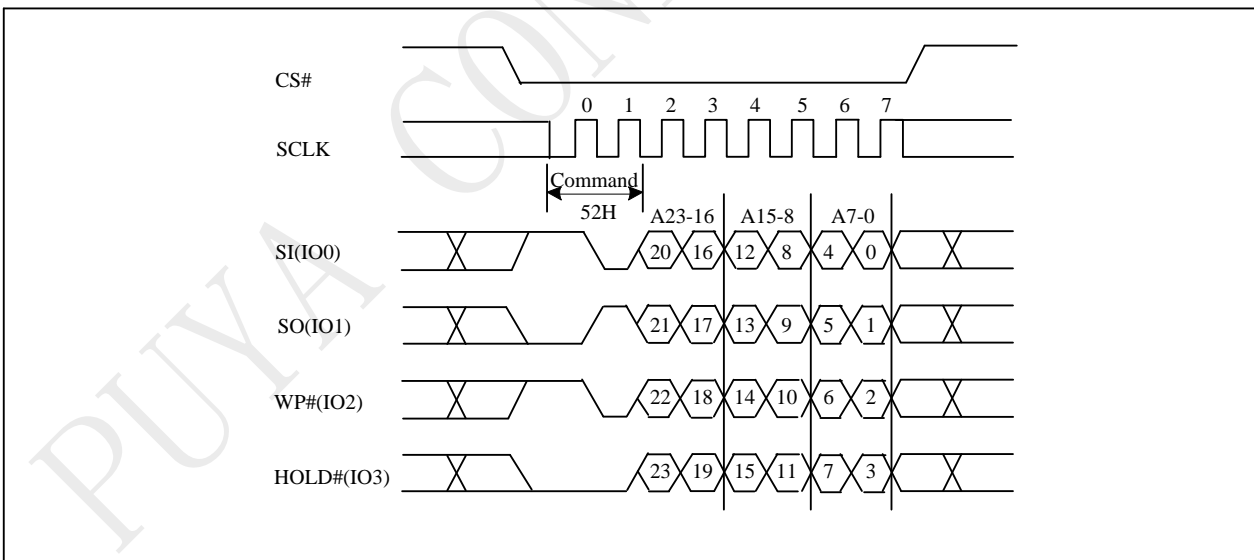 PUYA CON
CS#
0 1 2 3 4 5 6 7
SCLK
Command
52H
A23-16 A15-8 A7-0
SI(IO0) 20 16 12 8 4 0
SO(IO1) 21 17 13 9 5 1
WP#(IO2) 22 18 14 10 6 2
HOLD#(IO3) 23 19 15 11 7 3